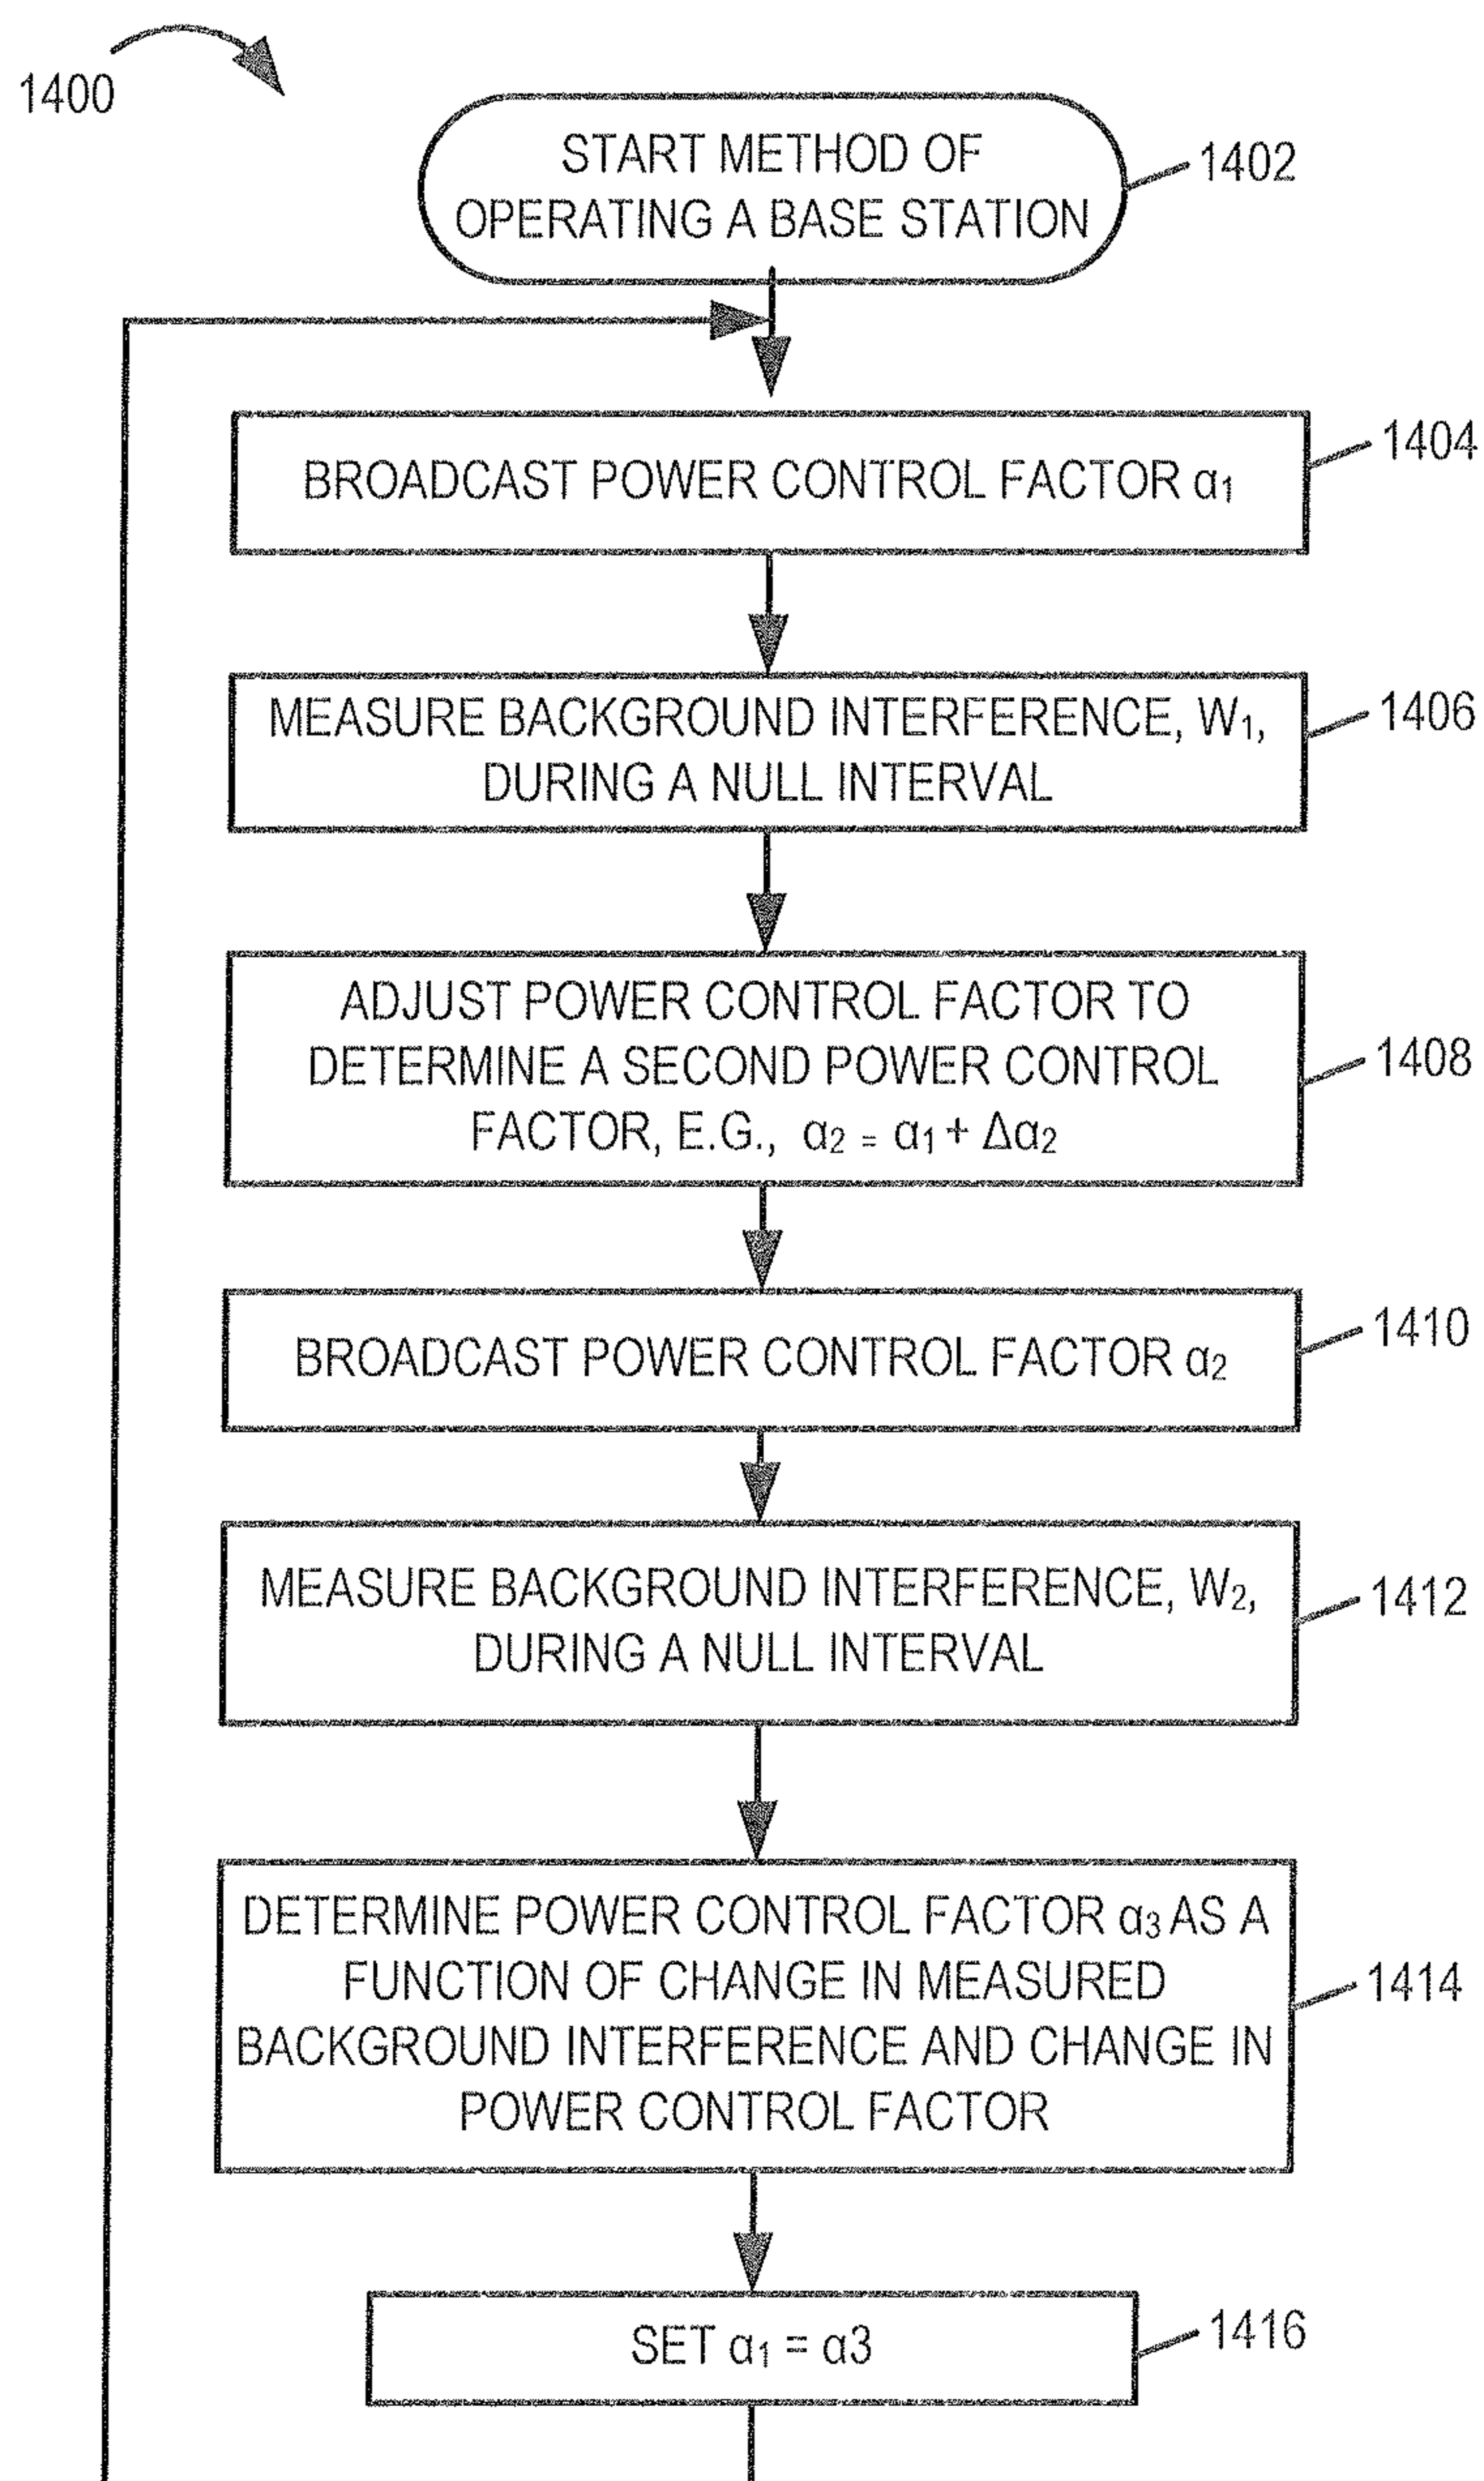 1400
START METHOD OF
OPERATING A BASE STATION
1402
BROADCAST POWER CONTROL FACTOR α₁
1404
MEASURE BACKGROUND INTERFERENCE, W₁,
DURING A NULL INTERVAL
1406
ADJUST POWER CONTROL FACTOR TO
DETERMINE A SECOND POWER CONTROL
FACTOR, E.G., α₂ = α₁ + Δα₂
1408
BROADCAST POWER CONTROL FACTOR α₂
1410
MEASURE BACKGROUND INTERFERENCE, W₂,
DURING A NULL INTERVAL
1412
DETERMINE POWER CONTROL FACTOR α₃ AS A
FUNCTION OF CHANGE IN MEASURED
BACKGROUND INTERFERENCE AND CHANGE IN
POWER CONTROL FACTOR
1414
SET α₁ = α3
1416